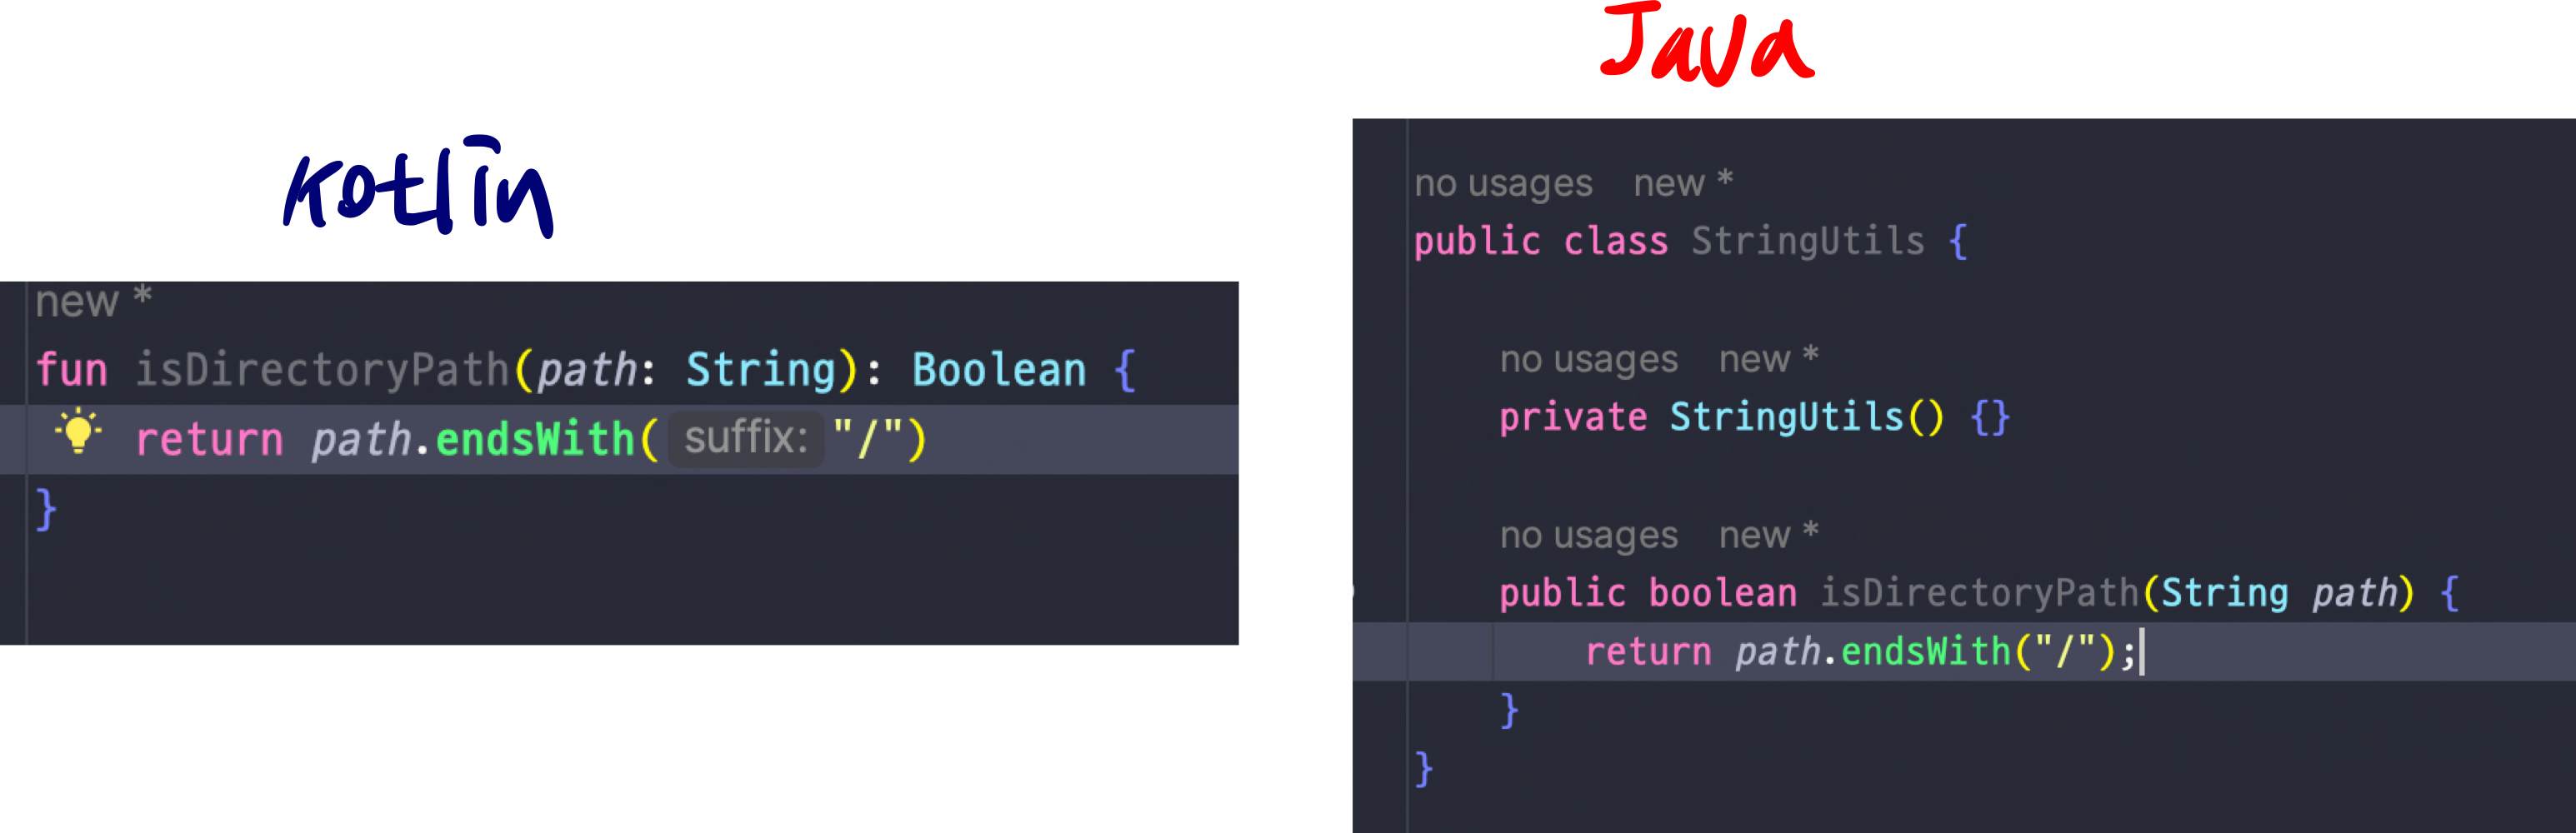 Kotlin
new *
fun isDirectoryPath(path: String): Boolean {
return path.endsWith( suffix: "/")
}
Java
no usages new *
public class StringUtils {
no usages new *
private StringUtils() {}
no usages new *
public boolean isDirectoryPath(String path) {
return path.endsWith("/");
}
}